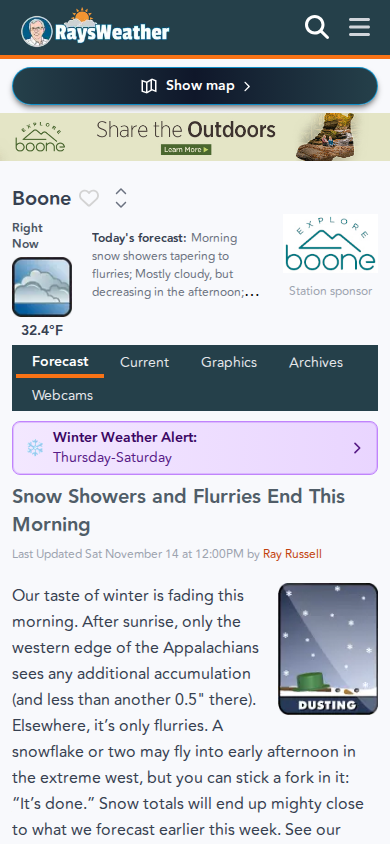 RaysWeather
Show map
EXPLORE
boone
Share the Outdoors
Learn More
Boone
Right
Now
32.4°F
Today's forecast: Morning
snow showers tapering to
flurries; Mostly cloudy, but
decreasing in the afternoon;...
EXPLORE
boone
Station sponsor
Forecast
Current
Graphics
Archives
Webcams
Winter Weather Alert:
Thursday-Saturday
Snow Showers and Flurries End This
Morning
Last Updated Sat November 14 at 12:00PM by Ray Russell
Our taste of winter is fading this
morning. After sunrise, only the
western edge of the Appalachians
sees any additional accumulation
(and less than another 0.5" there).
Elsewhere, it’s only flurries. A
snowflake or two may fly into early afternoon in
the extreme west, but you can stick a fork in it:
“It’s done.” Snow totals will end up mighty close
to what we forecast earlier this week. See our
DUSTING